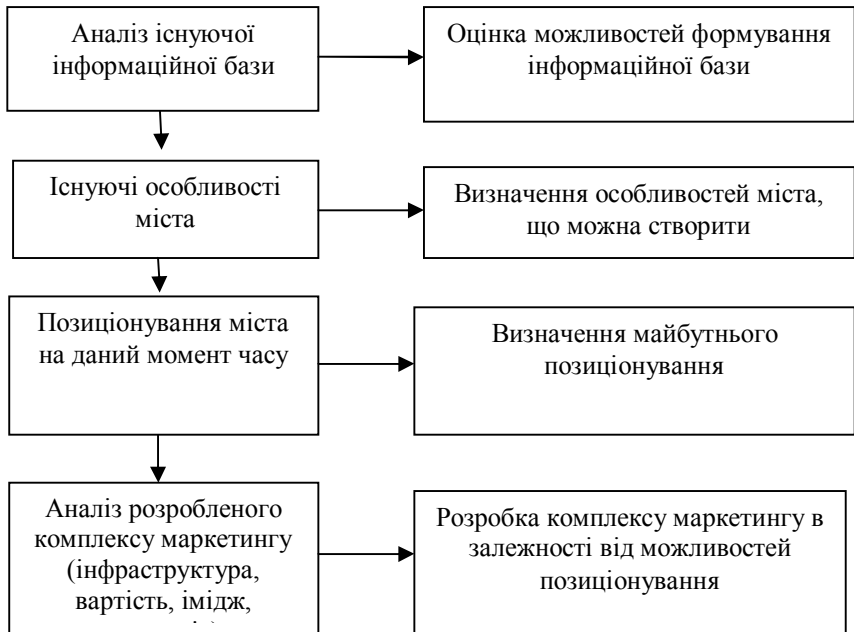 Аналіз існуючої
інформаційної бази
Оцінка можливостей формування
інформаційної бази
Існуючі особливості
міста
Визначення особливостей міста,
що можна створити
Позиціонування міста
на даний момент часу
Визначення майбутнього
позиціонування
Аналіз розробленого
комплексу маркетингу
(інфраструктура,
вартість, імідж,
Розробка комплексу маркетингу в
залежності від можливостей
позиціонування